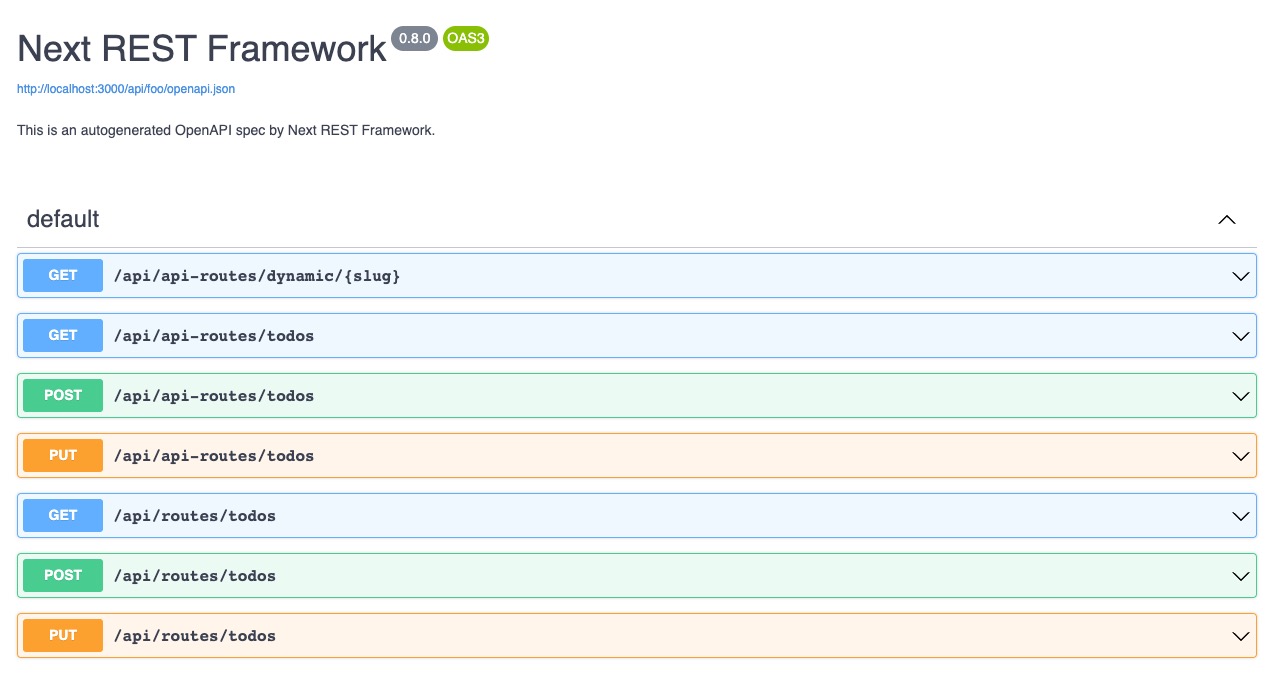 Next REST Framework 0.8.0 OAS3
http://localhost:3000/api/foo/openapi.json
This is an autogenerated OpenAPI spec by Next REST Framework.
default
GET /api/api-routes/dynamic/{slug}
GET /api/api-routes/todos
POST /api/api-routes/todos
PUT /api/api-routes/todos
GET /api/routes/todos
POST /api/routes/todos
PUT /api/routes/todos